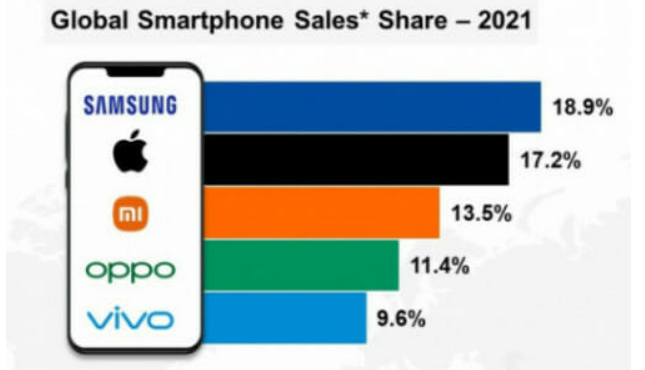 Global Smartphone Sales* Share – 2021
SAMSUNG
18.9%
17.2%
mi
13.5%
oppo
11.4%
vivo
9.6%